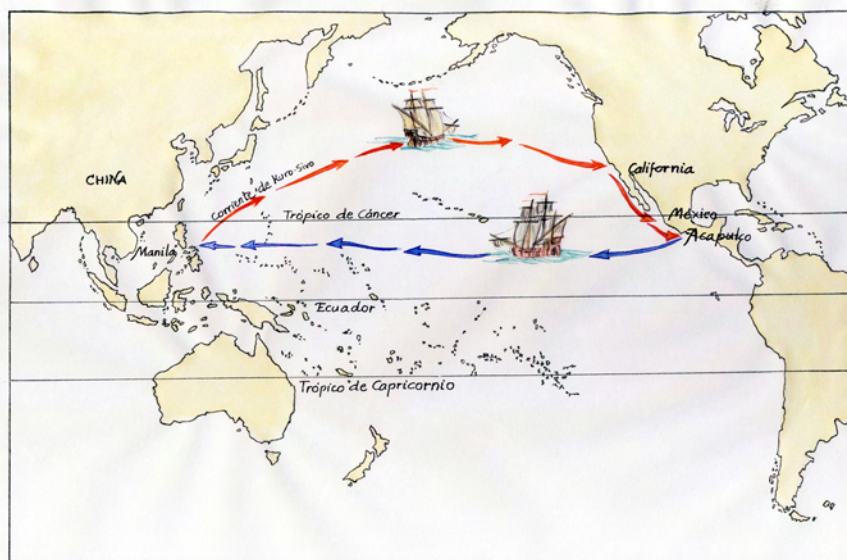 California
CHINA
Corriente de Kuro-Sivo
Trópico de Cáncer
México
Acapulco
Manila
Ecuador
Trópico de Capricornio